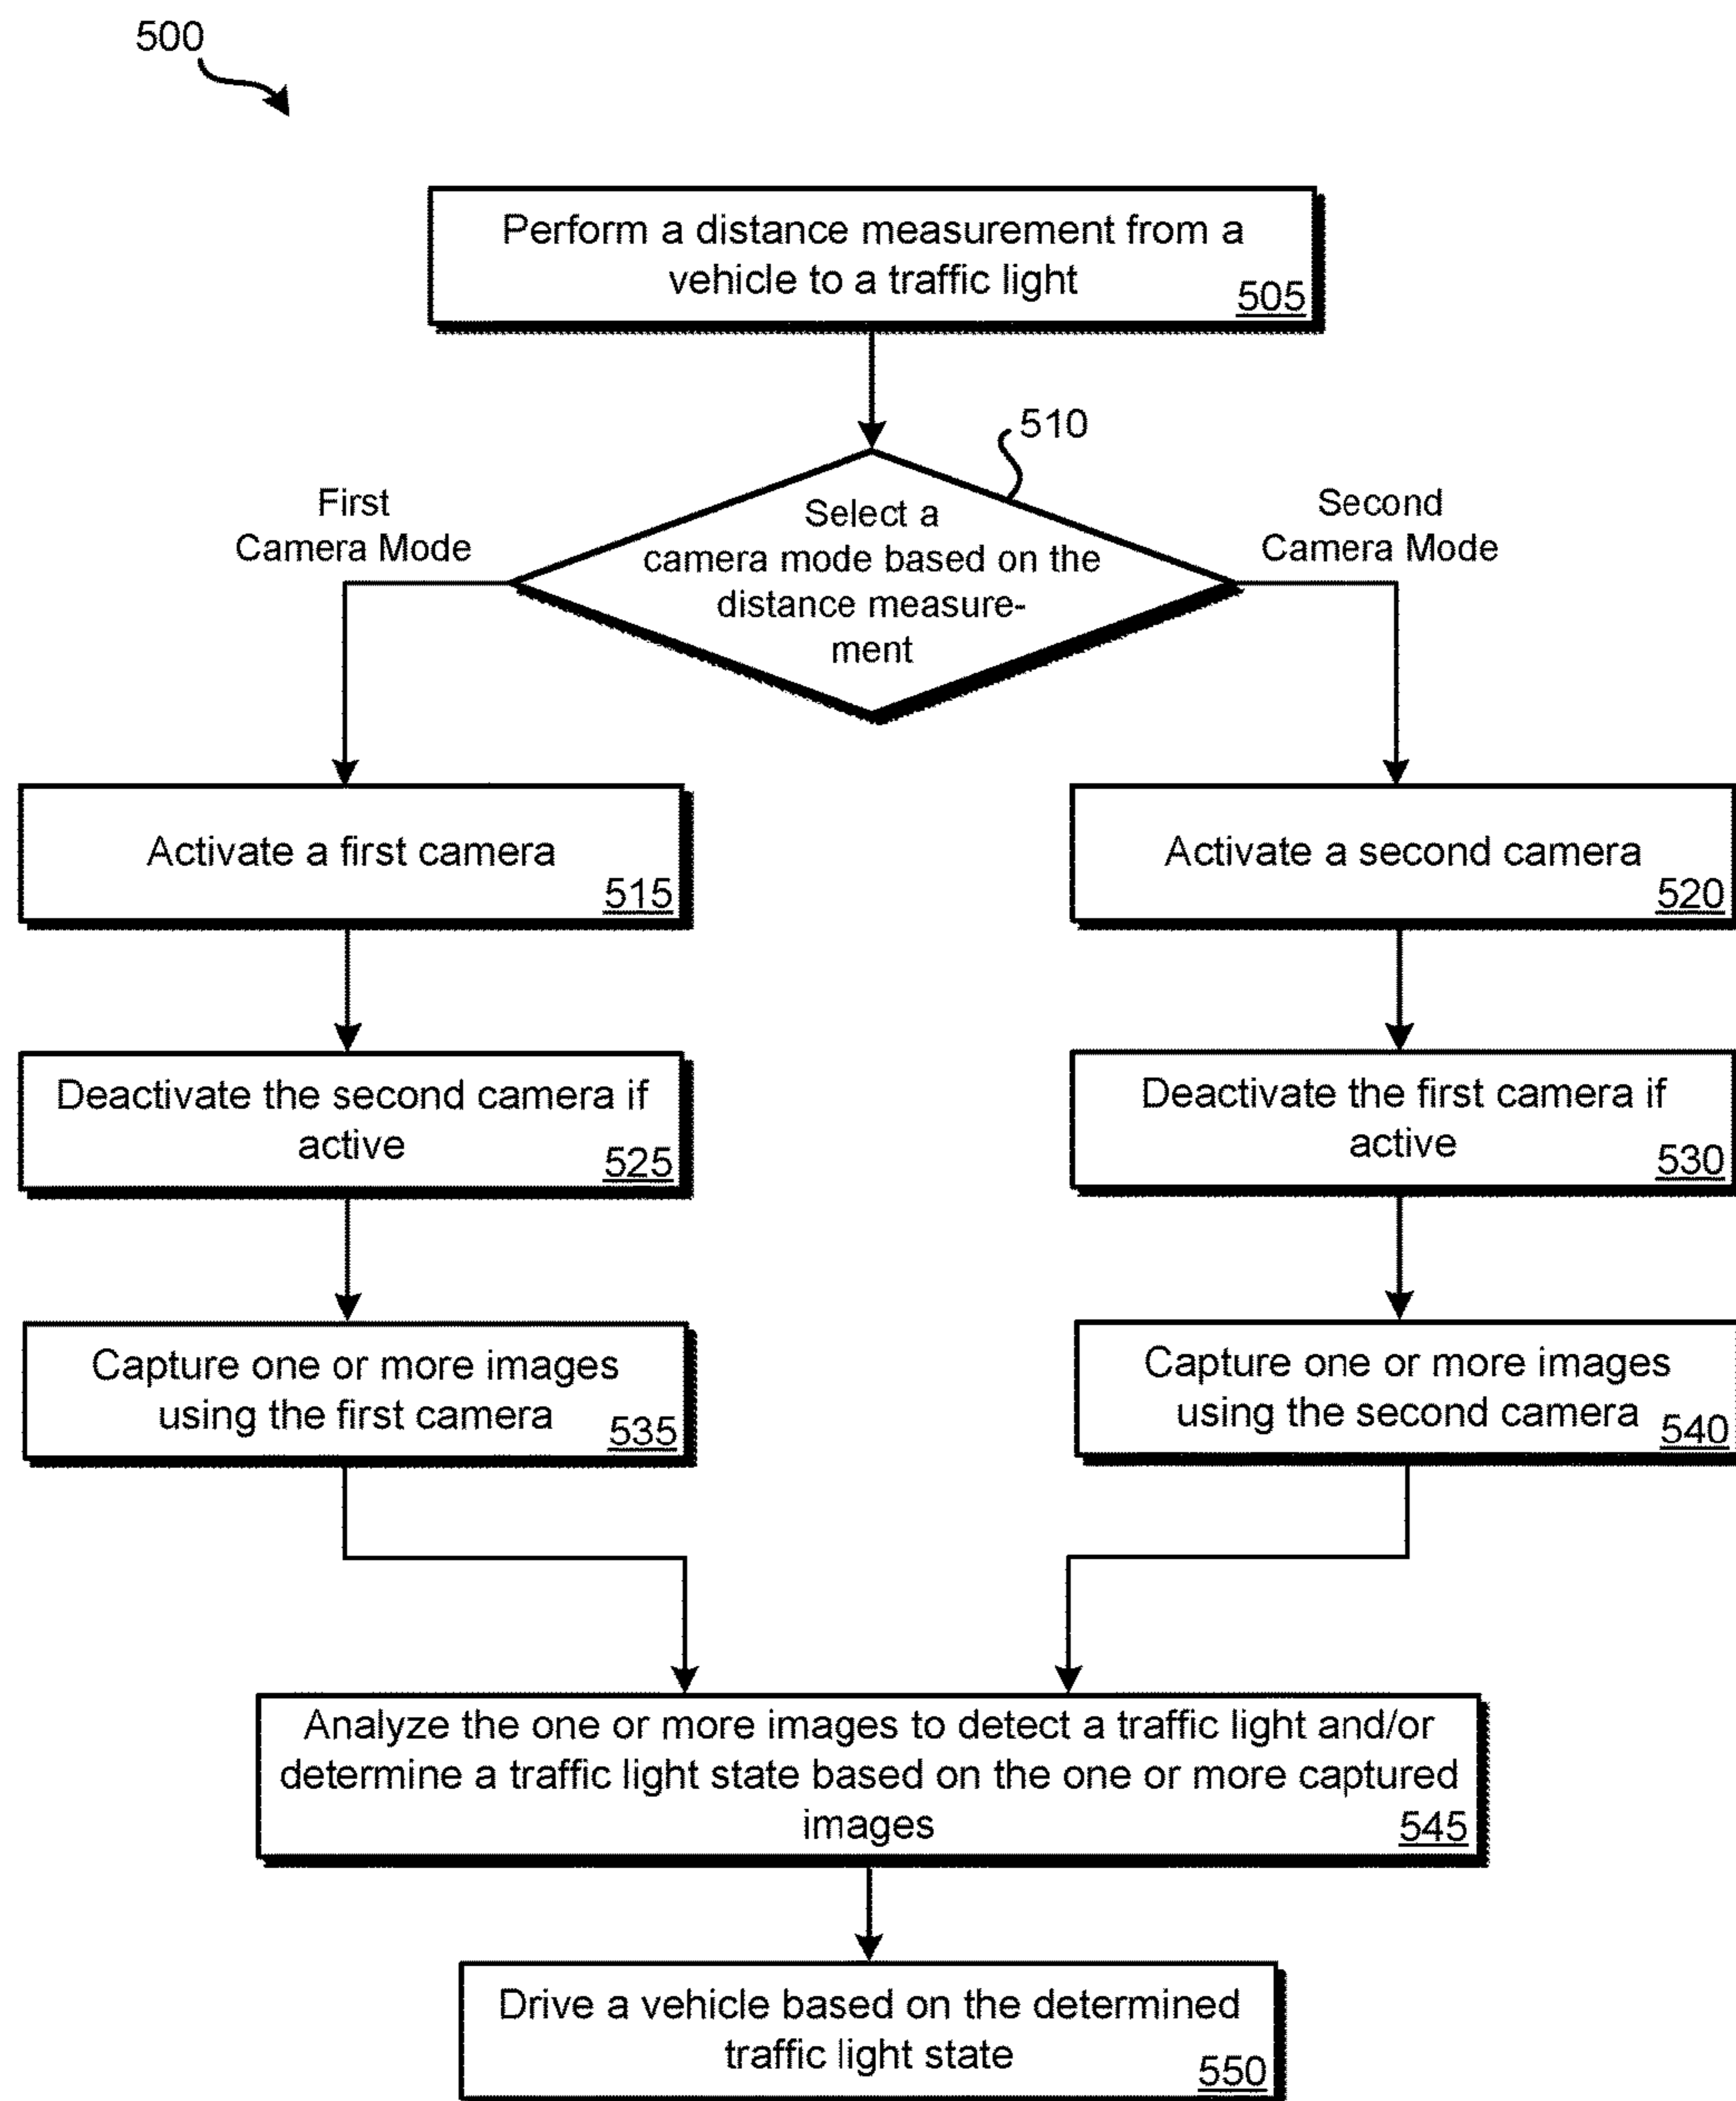 500
Perform a distance measurement from a
vehicle to a traffic light
505
510
First
Camera Mode
Select a
camera mode based on the
distance measure-
ment
Second
Camera Mode
Activate a first camera
515
Activate a second camera
520
Deactivate the second camera if
active
525
Deactivate the first camera if
active
530
Capture one or more images
using the first camera
535
Capture one or more images
using the second camera
540
Analyze the one or more images to detect a traffic light and/or
determine a traffic light state based on the one or more captured
images
545
Drive a vehicle based on the determined
traffic light state
550